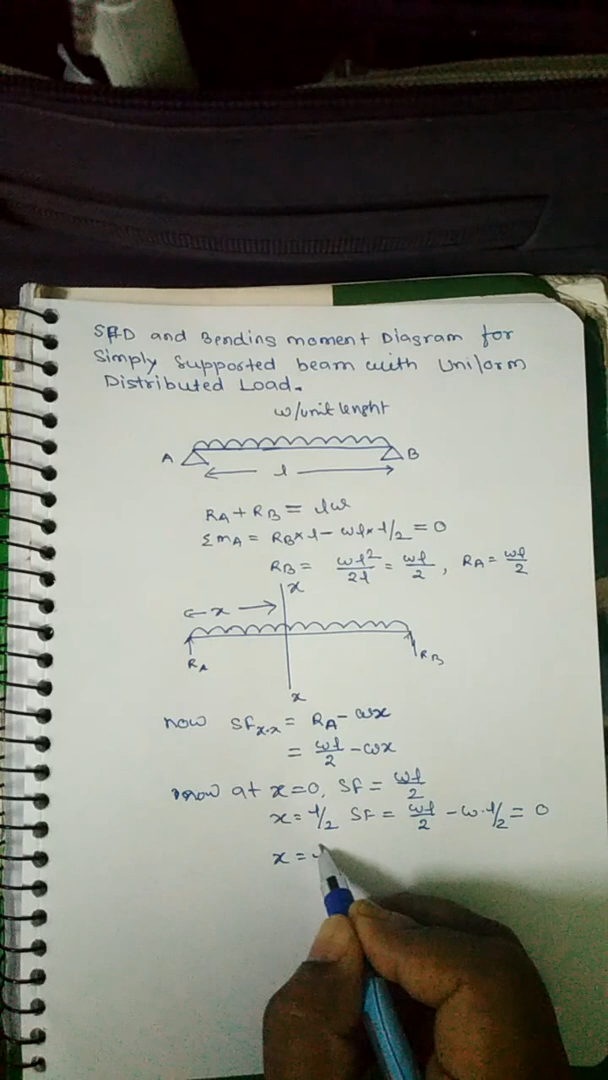 SFD and Bending moment Diagram for
Simply Supported beam with Uniform
Distributed Load.
w/unit lenght
A B
l
RA + RB = lw
ΣmA = RB×l - wl×l/2 = 0
RB = wl²/2l = wl/2, RA = wl/2
x
x
RA RB
x
now SFx-x = RA - wx
= wl/2 - wx
now at x=0, SF = wl/2
x = l/2 SF = wl/2 - w·l/2 = 0
x =